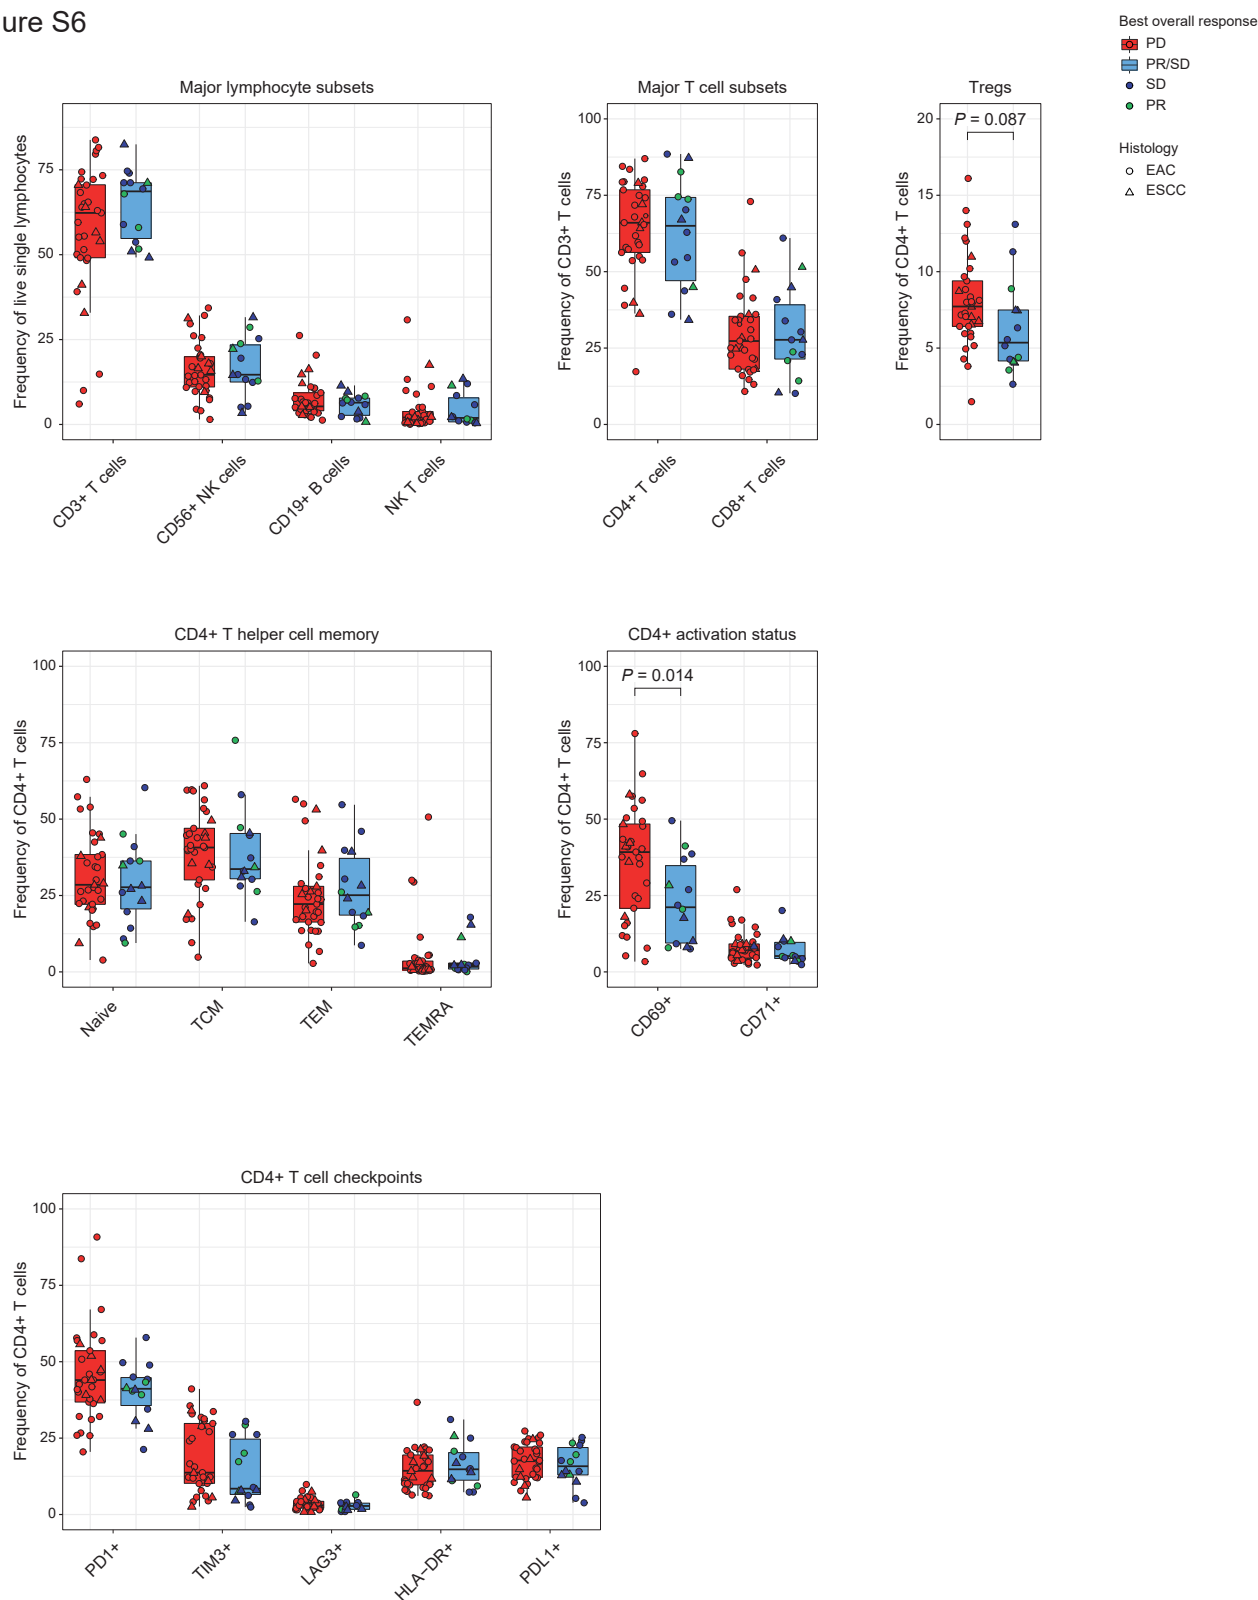 ure S6
Best overall response
PD
PR/SD
SD
PR
Histology
EAC
ESCC
Major lymphocyte subsets
Frequency of live single lymphocytes
75
50
25
0
CD3+ T cells
CD56+ NK cells
CD19+ B cells
NK T cells
Major T cell subsets
Frequency of CD3+ T cells
100
75
50
25
0
CD4+ T cells
CD8+ T cells
Tregs
P = 0.087
Frequency of CD4+ T cells
20
15
10
5
0
CD4+ T helper cell memory
Frequency of CD4+ T cells
100
75
50
25
0
Naive
TCM
TEM
TEMRA
CD4+ activation status
P = 0.014
Frequency of CD4+ T cells
100
75
50
25
0
CD69+
CD71+
CD4+ T cell checkpoints
Frequency of CD4+ T cells
100
75
50
25
0
PD1+
TIM3+
LAG3+
HLA−DR+
PDL1+